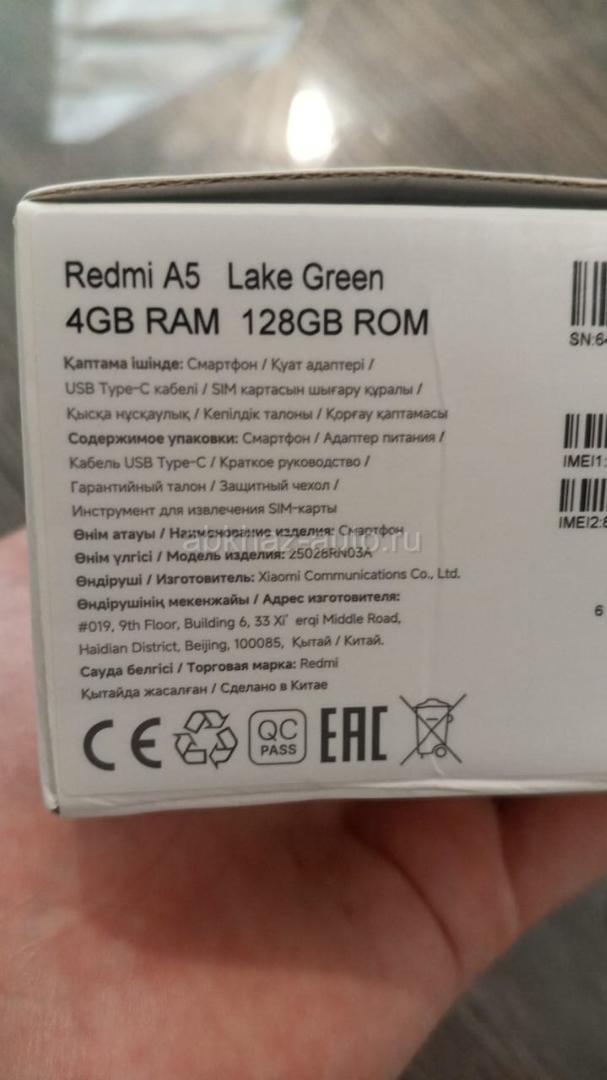 Redmi A5 Lake Green
4GB RAM 128GB ROM
Қаптама ішінде: Смартфон / Қуат адаптері /
USB Type-C кабелі / SIM картасын шығару құралы /
Қысқа нұсқаулық / Кепілдік талоны / Қорғау қаптамасы
Содержимое упаковки: Смартфон / Адаптер питания /
Кабель USB Type-C / Краткое руководство /
Гарантийный талон / Защитный чехол /
Инструмент для извлечения SIM-карты
Өнім атауы / Наименование изделия: Смартфон
abkhaz-auto.ru
Өнім үлгісі / Модель изделия: 25028RN03A
Өндіруші / Изготовитель: Xiaomi Communications Co., Ltd.
Өндірушінің мекенжайы / Адрес изготовителя:
#019, 9th Floor, Building 6, 33 Xi' erqi Middle Road,
Haidian District, Beijing, 100085, Қытай / Китай.
Сауда белгісі / Торговая марка: Redmi
Қытайда жасалған / Сделано в Китае
CE QC PASS EAC
SN:64
IMEI1:
IMEI2:8
6